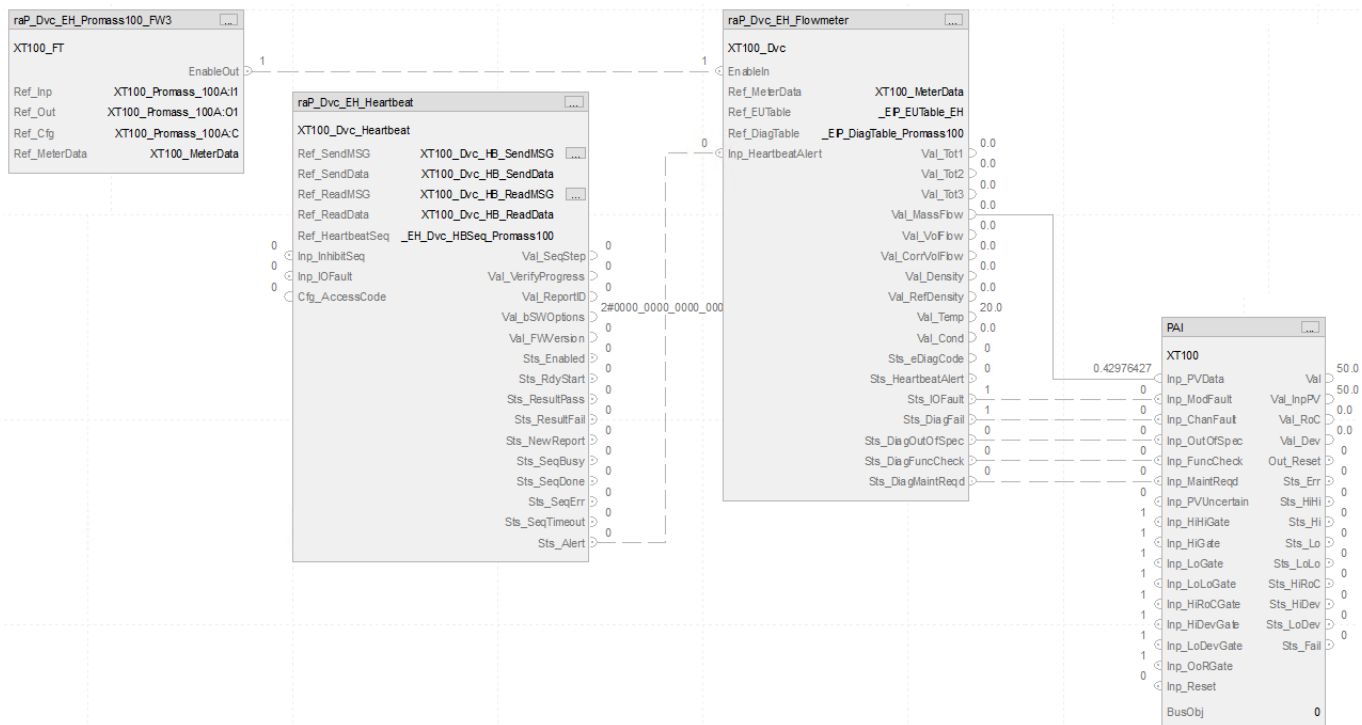 raP_Dvc_EH_Promass100_FW3 ...
XT100_FT
EnableOut 1
Ref_Inp XT100_Promass_100A:I1
Ref_Out XT100_Promass_100A:O1
Ref_Cfg XT100_Promass_100A:C
Ref_MeterData XT100_MeterData
raP_Dvc_EH_Heartbeat ...
XT100_Dvc_Heartbeat
Ref_SendMSG XT100_Dvc_HB_SendMSG ...
Ref_SendData XT100_Dvc_HB_SendData
Ref_ReadMSG XT100_Dvc_HB_ReadMSG ...
Ref_ReadData XT100_Dvc_HB_ReadData
Ref_HeartbeatSeq _EH_Dvc_HBSeq_Promass100
0 Inp_InhibitSeq Val_SeqStep 0
0 Inp_IOFault Val_VerifyProgress 0
0 Cfg_AccessCode Val_ReportID 0
Val_bSWOptions 2#0000_0000_0000_000
Val_FWVersion 0
Sts_Enabled 0
Sts_RdyStart 0
Sts_ResultPass 0
Sts_ResultFail 0
Sts_NewReport 0
Sts_SeqBusy 0
Sts_SeqDone 0
Sts_SeqErr 0
Sts_SeqTimeout 0
Sts_Alert 0
raP_Dvc_EH_Flowmeter ...
XT100_Dvc
1 EnableIn
Ref_MeterData XT100_MeterData
Ref_EUTable _EIP_EUTable_EH
Ref_DiagTable _EIP_DiagTable_Promass100
0 Inp_HeartbeatAlert Val_Tot1 0.0
Val_Tot2 0.0
Val_Tot3 0.0
Val_MassFlow 0.0
Val_VolFlow 0.0
Val_CorrVolFlow 0.0
Val_Density 0.0
Val_RefDensity 0.0
Val_Temp 20.0
Val_Cond 0.0
Sts_eDiagCode 0
Sts_HeartbeatAlert 0
Sts_IOFault 1
Sts_DiagFail 1
Sts_DiagOutOfSpec 0
Sts_DiagFuncCheck 0
Sts_DiagMaintReqd 0
PAI ...
XT100
0.42976427 Inp_PVData Val 50.0
0 Inp_ModFault Val_InpPV 50.0
0 Inp_ChanFault Val_RoC 0.0
0 Inp_OutOfSpec Val_Dev 0.0
0 Inp_FuncCheck Out_Reset 0
0 Inp_MaintReqd Sts_Err 0
0 Inp_PVUncertain Sts_HiHi 0
1 Inp_HiHiGate Sts_Hi 0
1 Inp_HiGate Sts_Lo 0
1 Inp_LoGate Sts_LoLo 0
1 Inp_LoLoGate Sts_HiRoC 0
1 Inp_HiRoCGate Sts_HiDev 0
1 Inp_HiDevGate Sts_LoDev 0
1 Inp_LoDevGate Sts_Fail 0
1 Inp_OoRGate
0 Inp_Reset
BusObj 0